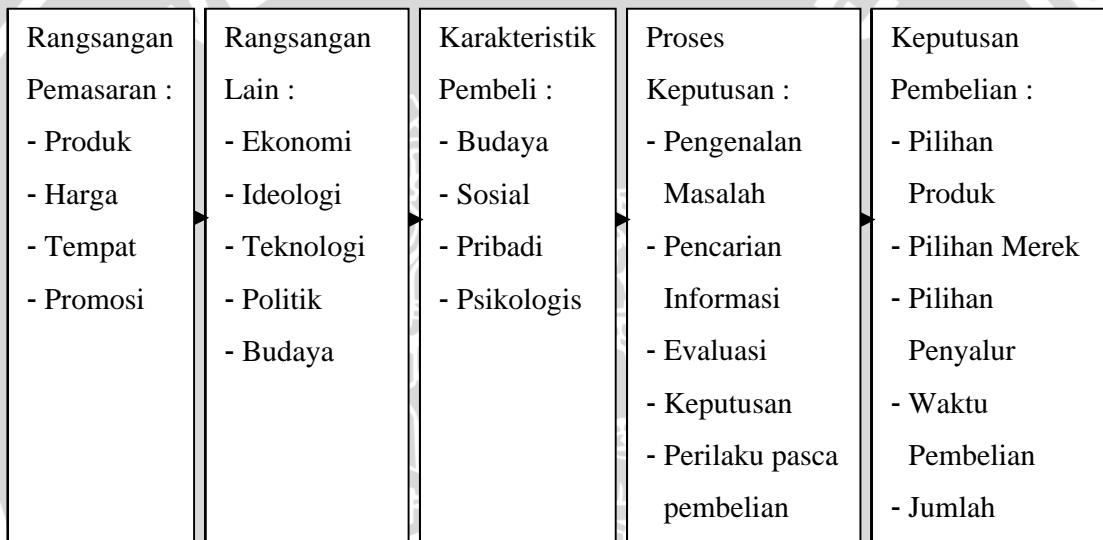 Rangsangan
Pemasaran :
- Produk
- Harga
- Tempat
- Promosi
Rangsangan
Lain :
- Ekonomi
- Ideologi
- Teknologi
- Politik
- Budaya
Karakteristik
Pembeli :
- Budaya
- Sosial
- Pribadi
- Psikologis
Proses
Keputusan :
- Pengenalan
Masalah
- Pencarian
Informasi
- Evaluasi
- Keputusan
- Perilaku pasca
pembelian
Keputusan
Pembelian :
- Pilihan
Produk
- Pilihan Merek
- Pilihan
Penyalur
- Waktu
Pembelian
- Jumlah